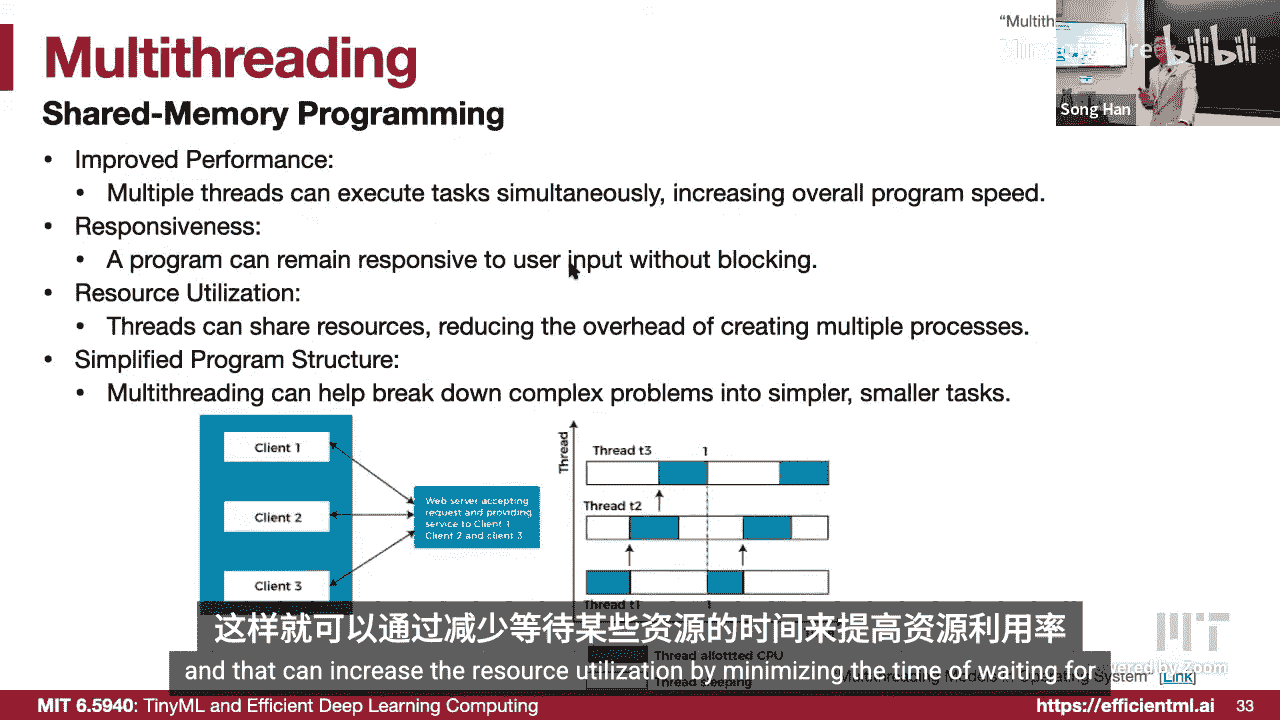 Multithreading
"Multith
bilibili
Song Han
Shared-Memory Programming
• Improved Performance:
• Multiple threads can execute tasks simultaneously, increasing overall program speed.
• Responsiveness:
• A program can remain responsive to user input without blocking.
• Resource Utilization:
• Threads can share resources, reducing the overhead of creating multiple processes.
• Simplified Program Structure:
• Multithreading can help break down complex problems into simpler, smaller tasks.
Client 1
Client 2
Client 3
Web server accepting
request and providing
service to Client 1
Client 2 and client 3
Thread
Thread t3
1
Thread t2
Thread t1
1
这样就可以通过减少等待某些资源的时间来提高资源利用率
Thread allottted CPU
and that can increase the resource utilization by minimizing the time of waiting for
Thread sleeping
System" [Link]
MIT
MIT 6.5940: TinyML and Efficient Deep Learning Computing
https://efficientml.ai
33